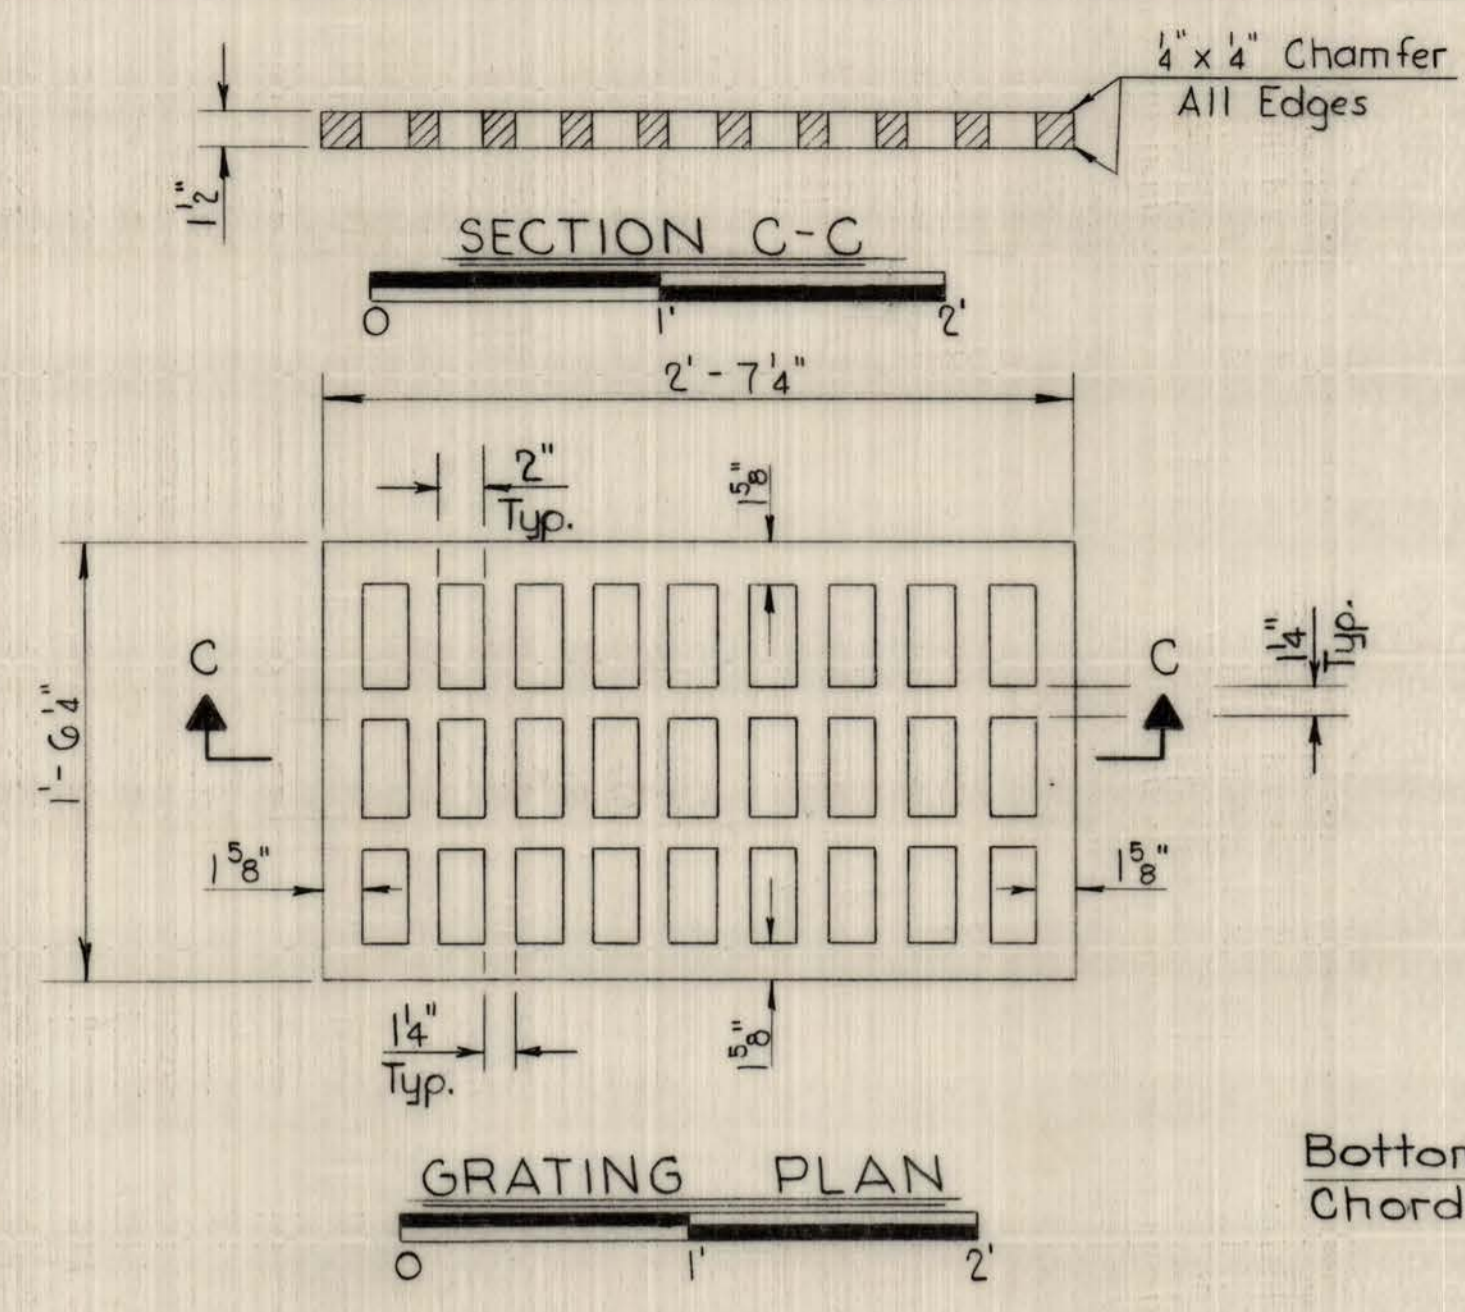 1/4" x 1/4" Chamfer
All Edges
1 1/2"
SECTION C-C
0 1' 2'
2' - 7 1/4"
2"
Typ.
1 5/8"
1' - 6 1/4"
C
C
1 1/4"
Typ.
1 5/8"
1 5/8"
1 1/4"
Typ.
1 5/8"
GRATING PLAN
0 1' 2'
Botto
Chord